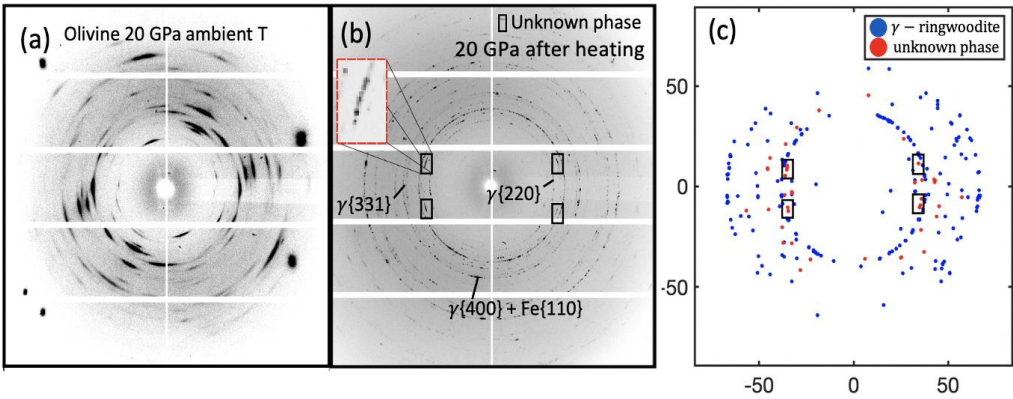 (a) Olivine 20 GPa ambient T
(b) Unknown phase
20 GPa after heating
γ{331}
γ{220}
γ{400} + Fe{110}
(c)
γ − ringwoodite
unknown phase
50
0
-50
-50 0 50